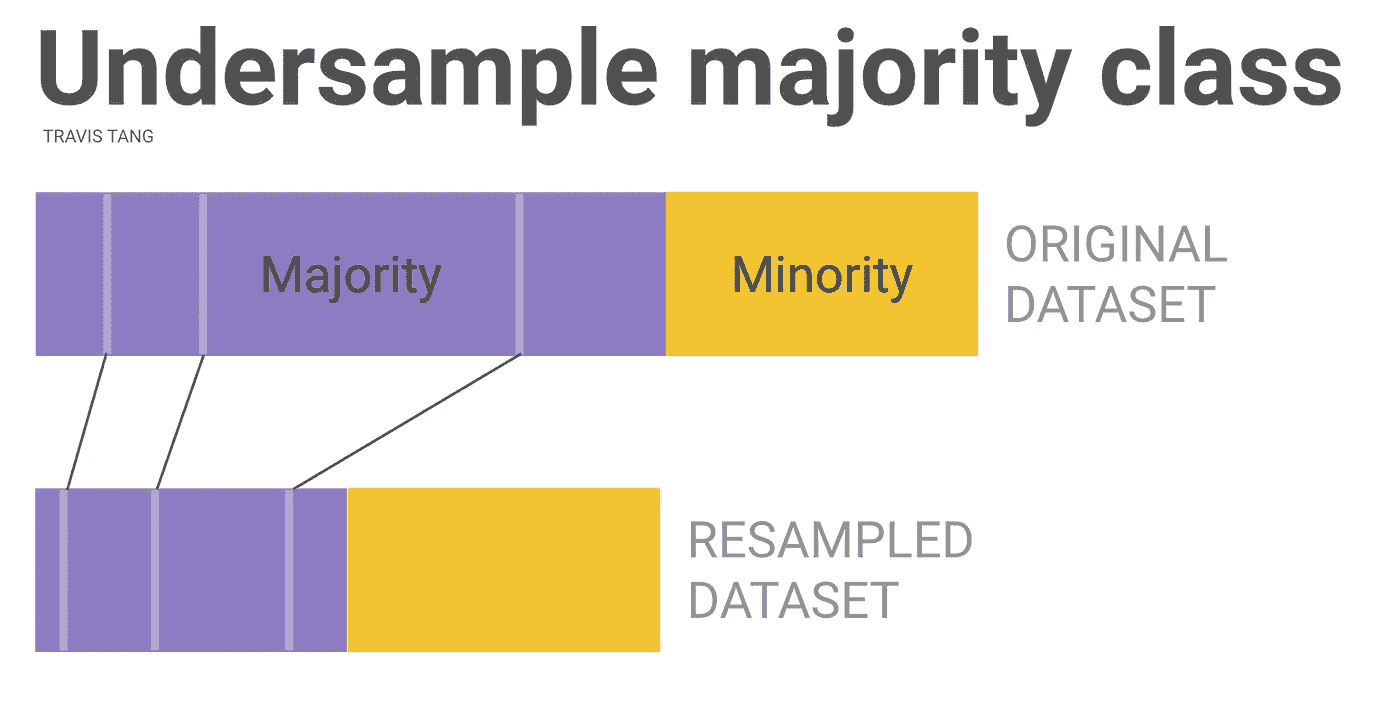 Undersample majority class
TRAVIS TANG
Majority
Minority
ORIGINAL
DATASET
RESAMPLED
DATASET